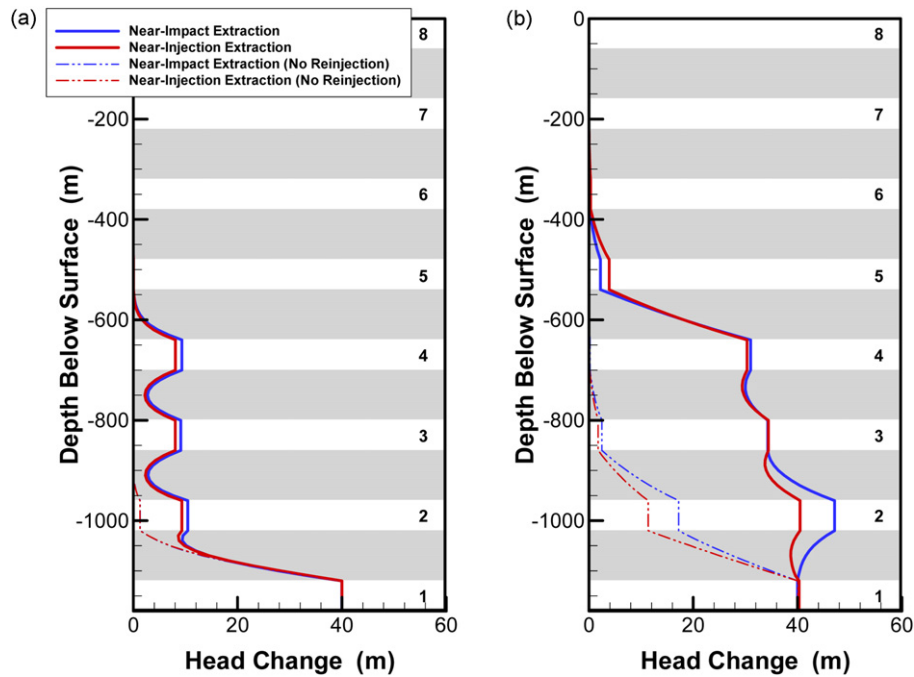 (a)
Near-Impact Extraction
Near-Injection Extraction
Near-Impact Extraction (No Reinjection)
Near-Injection Extraction (No Reinjection)
8
7
6
5
4
3
2
1
-200
-400
-600
-800
-1000
Depth Below Surface (m)
0 20 40 60
Head Change (m)
(b)
0
8
7
6
5
4
3
2
1
-200
-400
-600
-800
-1000
Depth Below Surface (m)
0 20 40 60
Head Change (m)